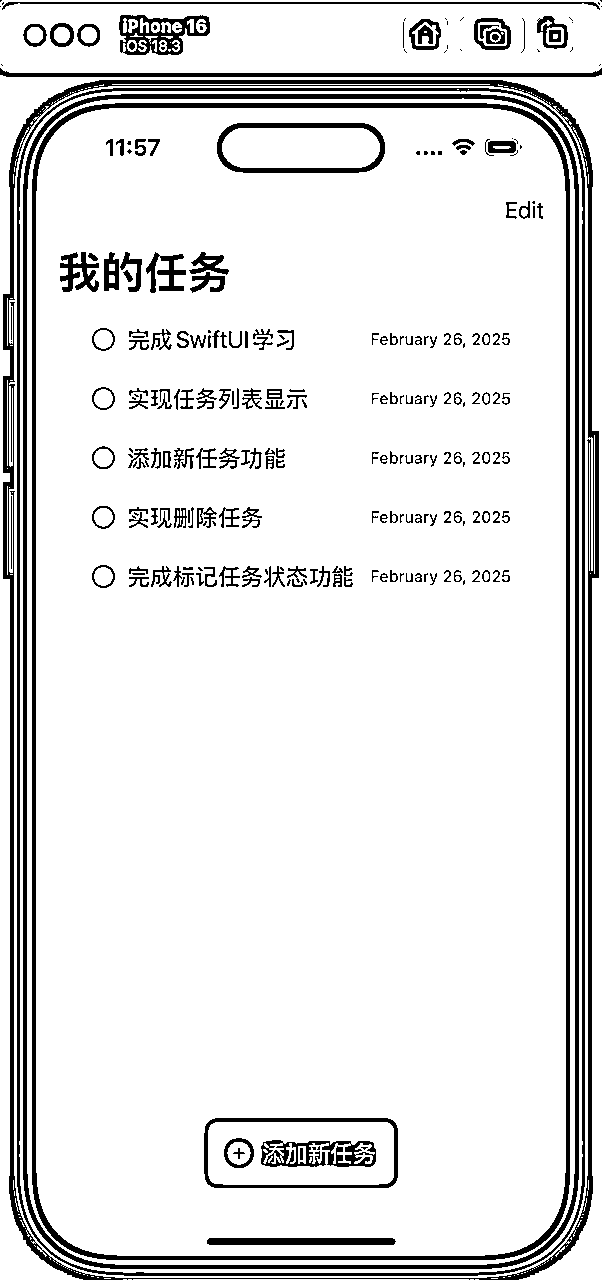 iPhone 16
iOS 18.3
11:57
Edit
我的任务
完成SwiftUI学习 February 26, 2025
实现任务列表显示 February 26, 2025
添加新任务功能 February 26, 2025
实现删除任务 February 26, 2025
完成标记任务状态功能 February 26, 2025
添加新任务